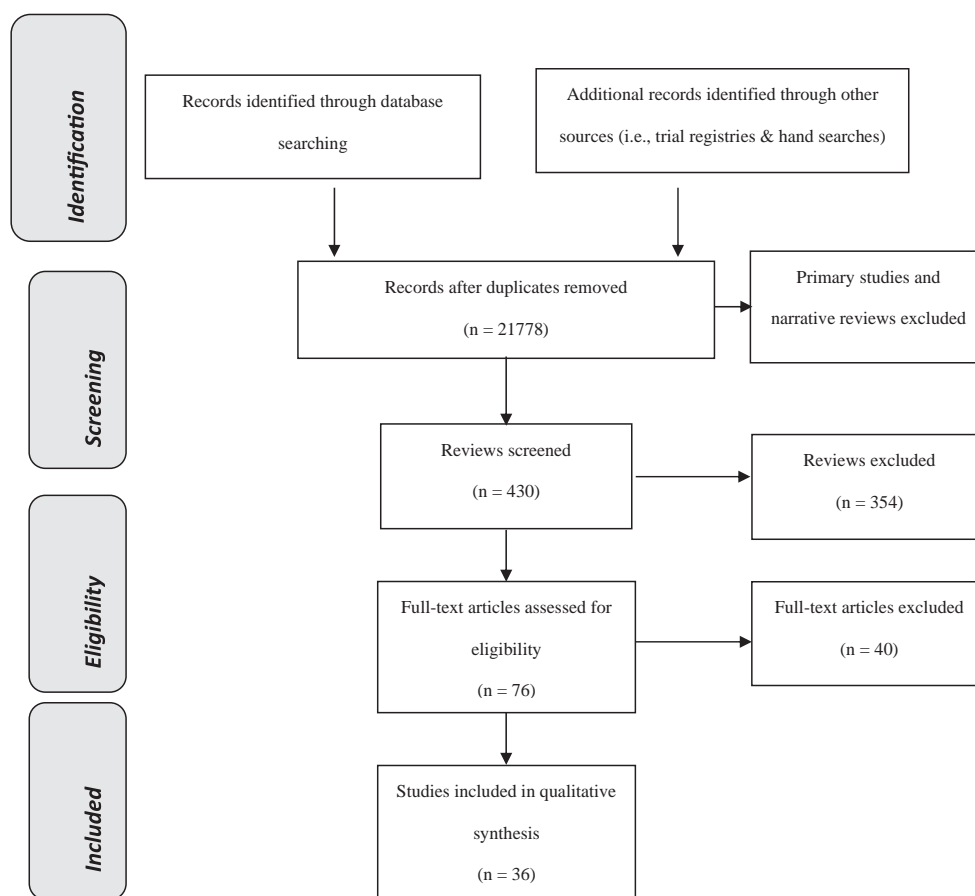 Identification
Records identified through database
searching
Additional records identified through other
sources (i.e., trial registries & hand searches)
Screening
Records after duplicates removed
(n = 21778)
Primary studies and
narrative reviews excluded
Reviews screened
(n = 430)
Reviews excluded
(n = 354)
Eligibility
Full-text articles assessed for
eligibility
(n = 76)
Full-text articles excluded
(n = 40)
Included
Studies included in qualitative
synthesis
(n = 36)